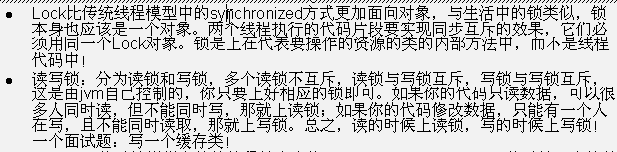 ● Lock比传统线程模型中的synchronized方式更加面向对象，与生活中的锁类似，锁
本身也应该是一个对象。两个线程执行的代码片段要实现同步互斥的效果，它们必
须用同一个Lock对象。锁是上在代表要操作的资源的类的内部方法中，而不是线程
代码中！
● 读写锁：分为读锁和写锁，多个读锁不互斥，读锁与写锁互斥，写锁与写锁互斥，
这是由jvm自己控制的，你只要上好相应的锁即可。如果你的代码只读数据，可以很
多人同时读，但不能同时写，那就上读锁；如果你的代码修改数据，只能有一个人
在写，且不能同时读取，那就上写锁。总之，读的时候上读锁，写的时候上写锁！
一个面试题：写一个缓存类！